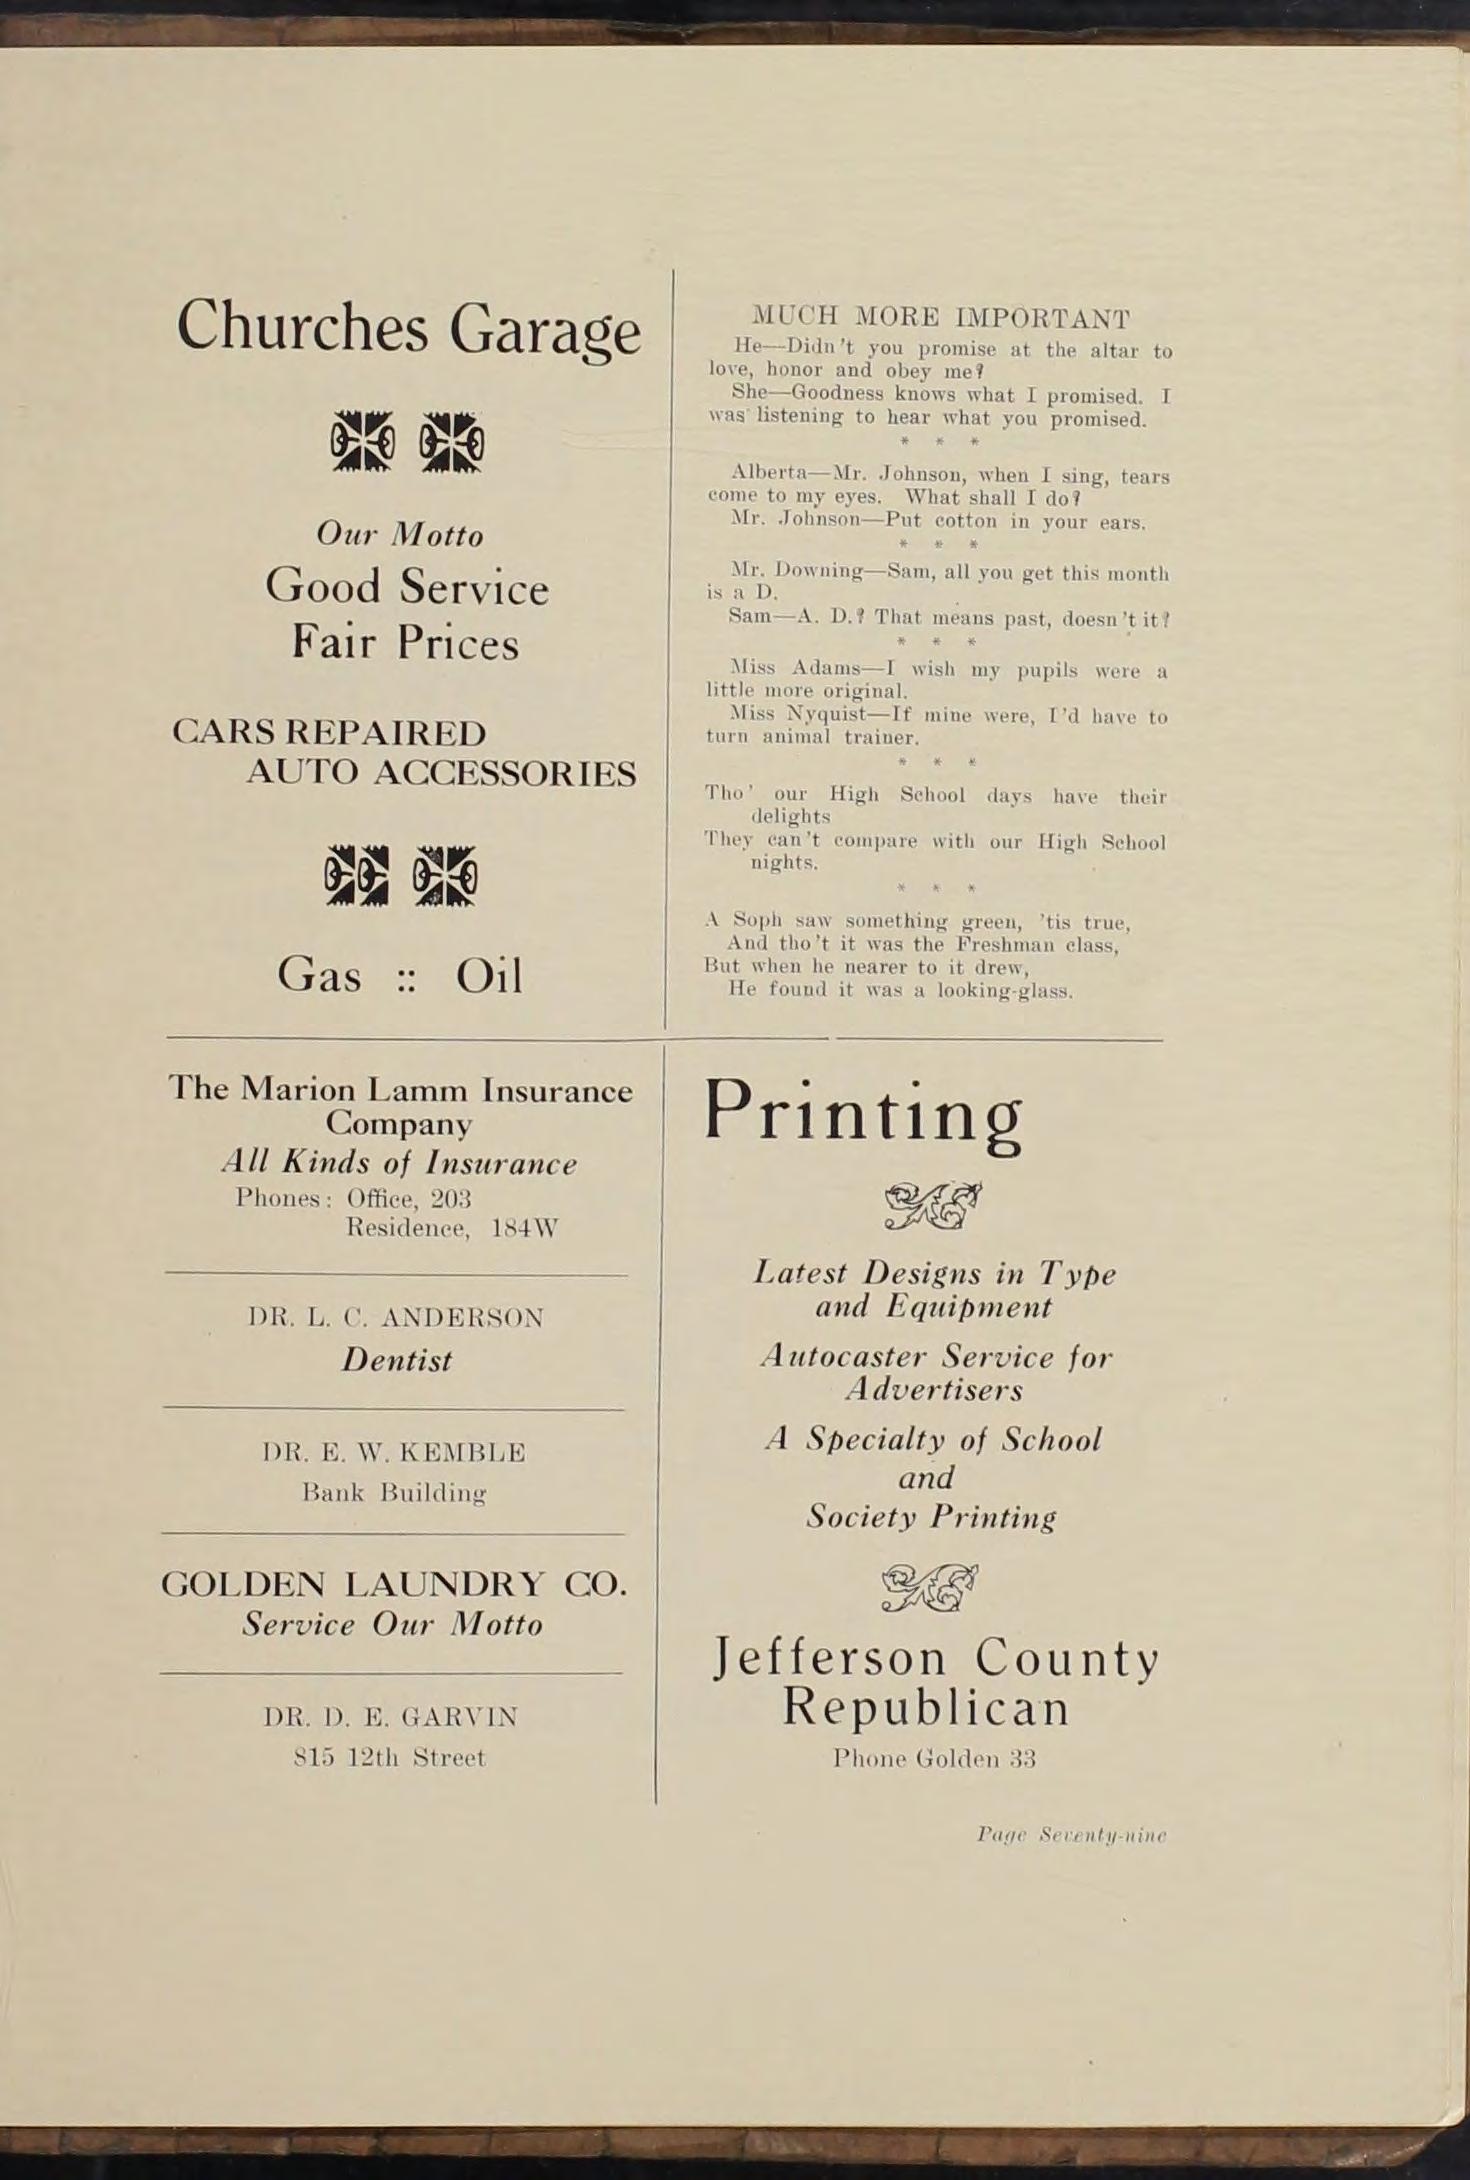 Churches Garage
Our Motto
Good Service
Fair Prices
CARS REPAIRED
AUTO ACCESSORIES
Gas :: Oil
MUCH MORE IMPORTANT
He—Didn't you promise at the altar to
love, honor and obey me?
She—Goodness knows what I promised. I
was listening to hear what you promised.
* * *
Alberta—Mr. Johnson, when I sing, tears
come to my eyes. What shall I do?
Mr. Johnson—Put cotton in your ears.
* * *
Mr. Downing—Sam, all you get this month
is a D.
Sam—A. D.? That means past, doesn't it?
* * *
Miss Adams—I wish my pupils were a
little more original.
Miss Nyquist—If mine were, I'd have to
turn animal trainer.
* * *
Tho' our High School days have their
delights
They can't compare with our High School
nights.
* * *
A Soph saw something green, 'tis true,
And tho't it was the Freshman class,
But when he nearer to it drew,
He found it was a looking-glass.
The Marion Lamm Insurance
Company
All Kinds of Insurance
Phones: Office, 203
Residence, 184W
DR. L. C. ANDERSON
Dentist
DR. E. W. KEMBLE
Bank Building
GOLDEN LAUNDRY CO.
Service Our Motto
DR. D. E. GARVIN
815 12th Street
Printing
Latest Designs in Type
and Equipment
Autocaster Service for
Advertisers
A Specialty of School
and
Society Printing
Jefferson County
Republican
Phone Golden 33
Page Seventy-nine